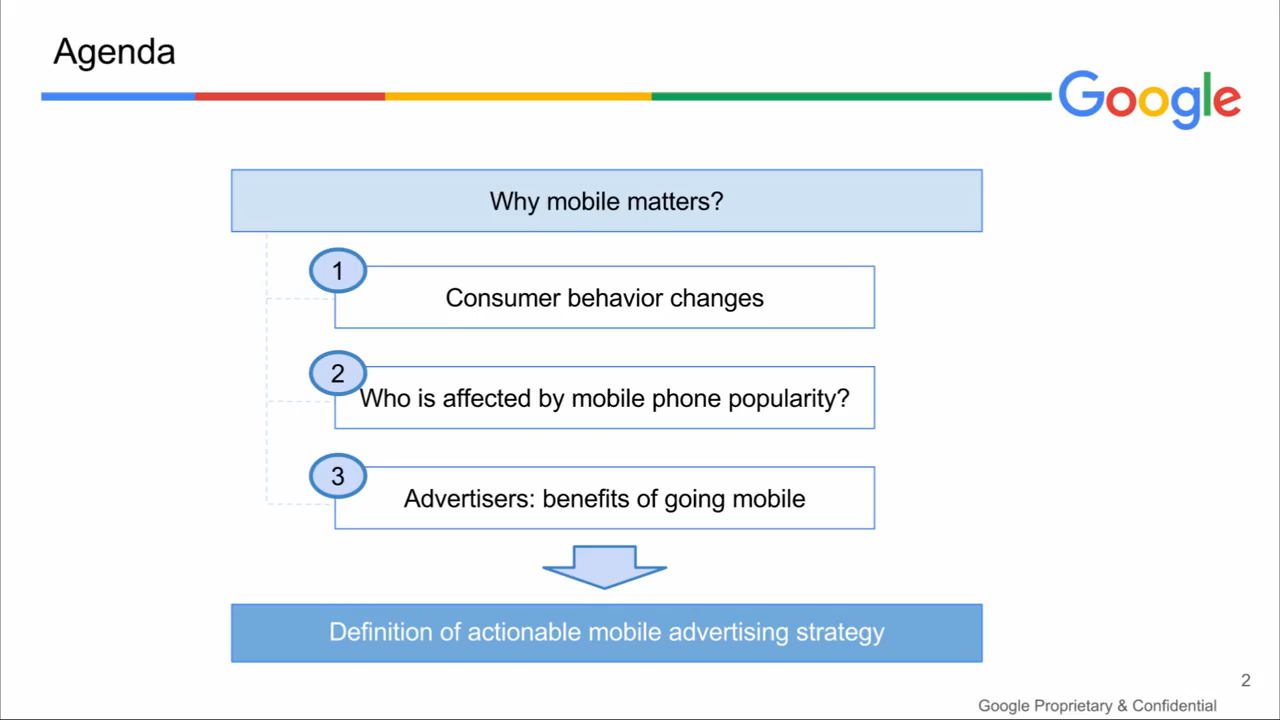 Agenda
Google
Why mobile matters?
1
Consumer behavior changes
2
Who is affected by mobile phone popularity?
3
Advertisers: benefits of going mobile
Definition of actionable mobile advertising strategy
2
Google Proprietary & Confidential